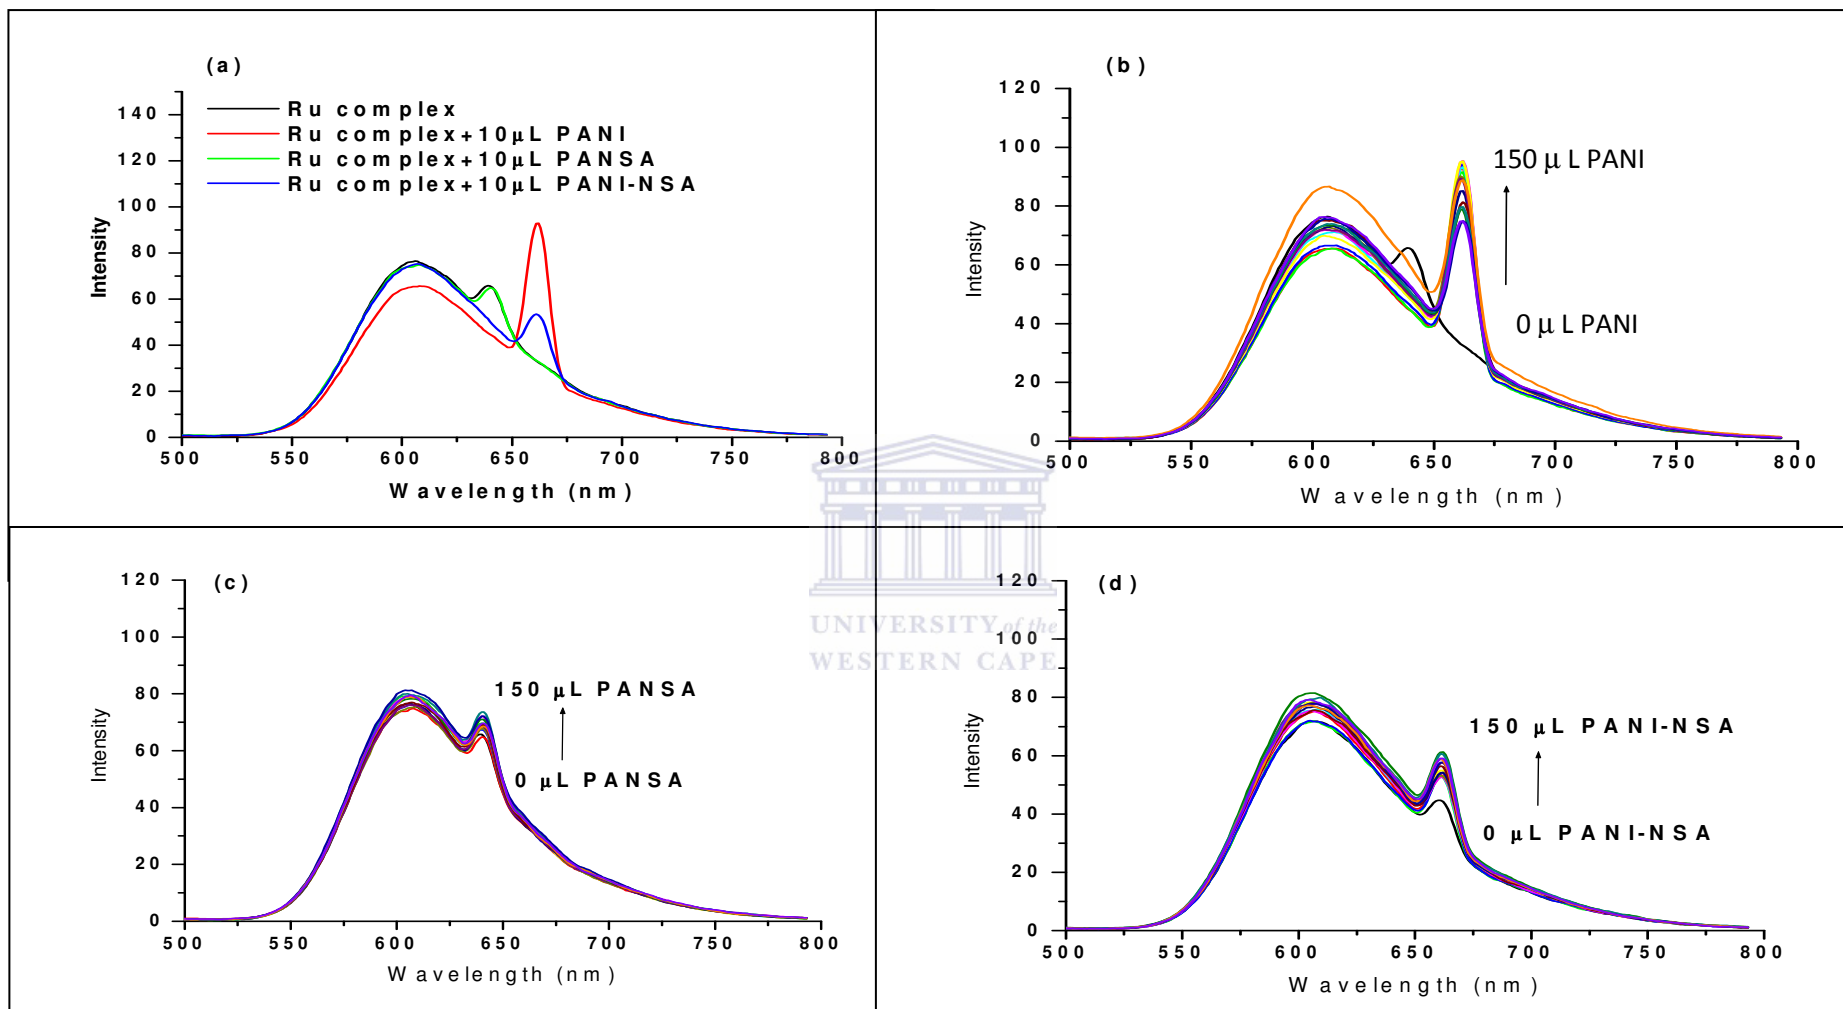 (a)
Ru complex
Ru complex+10μL PANI
Ru complex+10μL PANSA
Ru complex+10μL PANI-NSA
140
120
100
80
60
40
20
0
Intensity
500 550 600 650 700 750 800
Wavelength (nm)
(b)
120
100
80
60
40
20
0
Intensity
150 μ L PANI
0 μ L PANI
500 550 600 650 700 750 800
Wavelength (nm)
UNIVERSITY of the
WESTERN CAPE
(c)
120
100
80
60
40
20
0
Intensity
150 μL PANSA
0 μL PANSA
500 550 600 650 700 750 800
Wavelength (nm)
(d)
120
100
80
60
40
20
0
Intensity
150 μL PANI-NSA
0 μL PANI-NSA
500 550 600 650 700 750 800
Wavelength (nm)